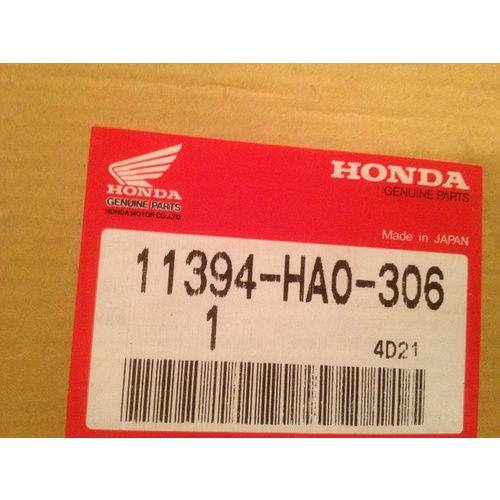 HONDA
GENUINE PARTS
HONDA MOTOR CO.,LTD.
HONDA
GENUINE PARTS
Made in JAPAN
11394-HA0-306
1
4D21